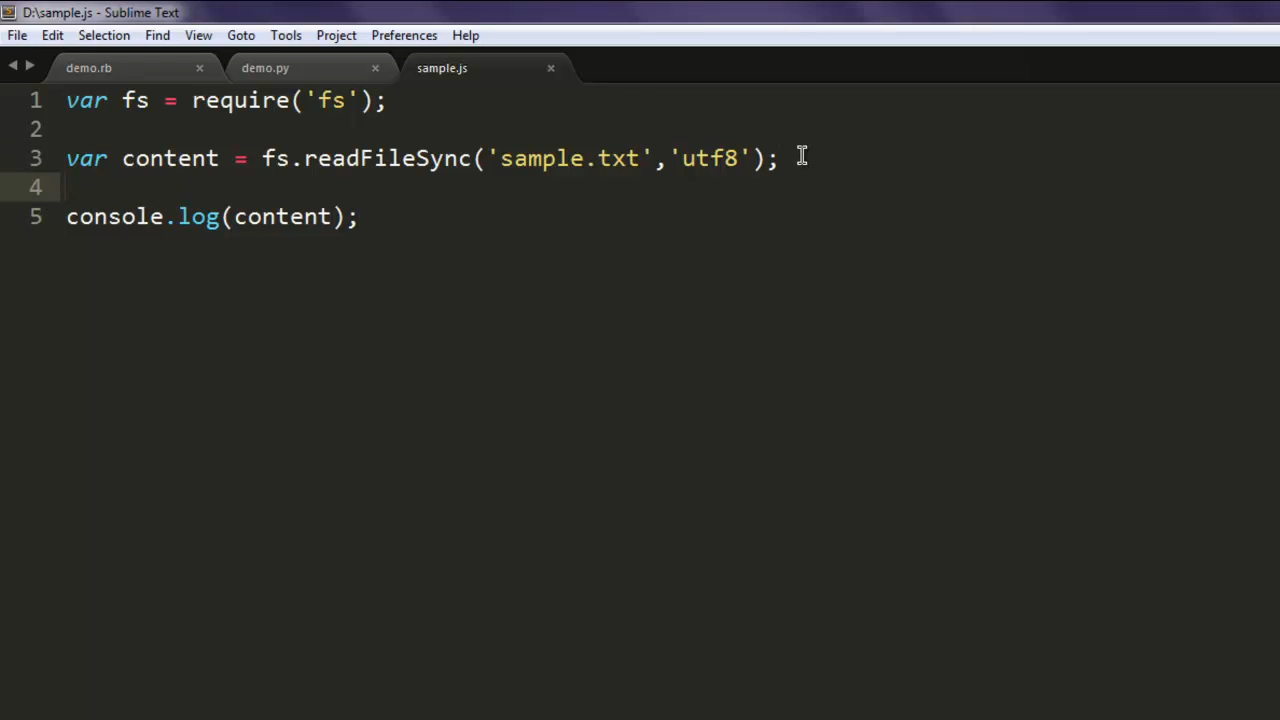 D:\sample.js - Sublime Text
File Edit Selection Find View Goto Tools Project Preferences Help
demo.rb × demo.py × sample.js ×
1 var fs = require('fs');
2
3 var content = fs.readFileSync('sample.txt','utf8');
4
5 console.log(content);